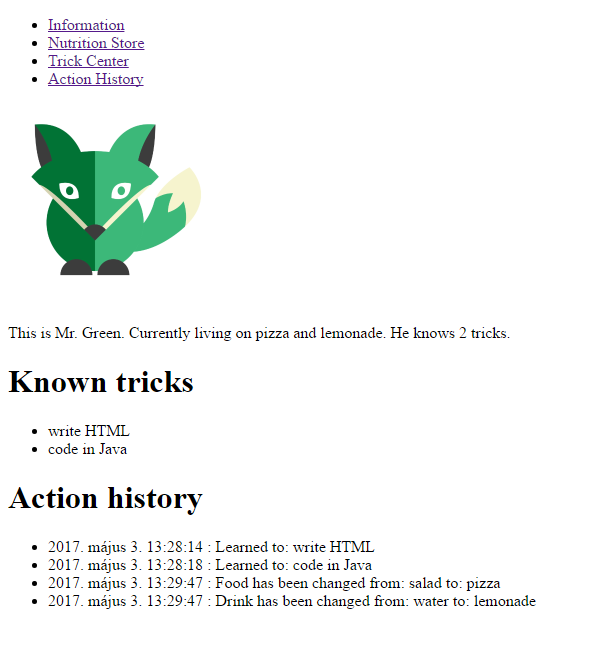 Information
Nutrition Store
Trick Center
Action History
This is Mr. Green. Currently living on pizza and lemonade. He knows 2 tricks.
Known tricks
write HTML
code in Java
Action history
2017. május 3. 13:28:14 : Learned to: write HTML
2017. május 3. 13:28:18 : Learned to: code in Java
2017. május 3. 13:29:47 : Food has been changed from: salad to: pizza
2017. május 3. 13:29:47 : Drink has been changed from: water to: lemonade